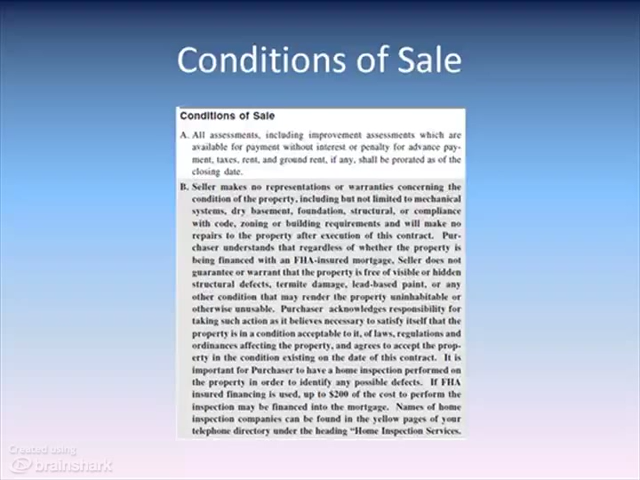 Conditions of Sale
Conditions of Sale
A. All assessments, including improvement assessments which are
available for payment without interest or penalty for advance pay-
ment, taxes, rent, and ground rent, if any, shall be prorated as of the
closing date.
B. Seller makes no representations or warranties concerning the
condition of the property, including but not limited to mechanical
systems, dry basement, foundation, structural, or compliance
with code, zoning or building requirements and will make no
repairs to the property after execution of this contract. Pur-
chaser understands that regardless of whether the property is
being financed with an FHA-insured mortgage, Seller does not
guarantee or warrant that the property is free of visible or hidden
structural defects, termite damage, lead-based paint, or any
other condition that may render the property uninhabitable or
otherwise unusable. Purchaser acknowledges responsibility for
taking such action as it believes necessary to satisfy itself that the
property is in a condition acceptable to it, of laws, regulations and
ordinances affecting the property, and agrees to accept the prop-
erty in the condition existing on the date of this contract. It is
important for Purchaser to have a home inspection performed on
the property in order to identify any possible defects. If FHA
insured financing is used, up to $200 of the cost to perform the
inspection may be financed into the mortgage. Names of home
inspection companies can be found in the yellow pages of your
telephone directory under the heading “Home Inspection Services.
Created using
brainshark